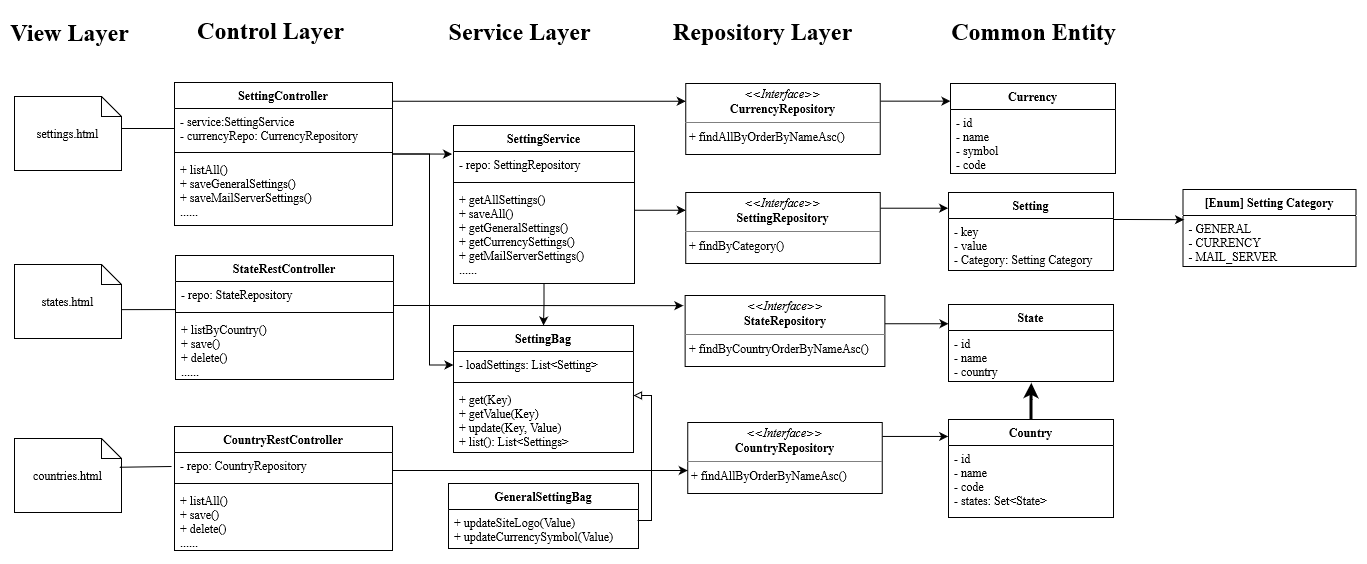 View Layer
Control Layer
Service Layer
Repository Layer
Common Entity
settings.html
SettingController
- service:SettingService
- currencyRepo: CurrencyRepository
+ listAll()
+ saveGeneralSettings()
+ saveMailServerSettings()
......
SettingService
- repo: SettingRepository
+ getAllSettings()
+ saveAll()
+ getGeneralSettings()
+ getCurrencySettings()
+ getMailServerSettings()
......
<<Interface>>
CurrencyRepository
+ findAllByOrderByNameAsc()
Currency
- id
- name
- symbol
- code
<<Interface>>
SettingRepository
+ findByCategory()
Setting
- key
- value
- Category: Setting Category
[Enum] Setting Category
- GENERAL
- CURRENCY
- MAIL_SERVER
states.html
StateRestController
- repo: StateRepository
+ listByCountry()
+ save()
+ delete()
......
<<Interface>>
StateRepository
+ findByCountryOrderByNameAsc()
State
- id
- name
- country
SettingBag
- loadSettings: List<Setting>
+ get(Key)
+ getValue(Key)
+ update(Key, Value)
+ list(): List<Settings>
countries.html
CountryRestController
- repo: CountryRepository
+ listAll()
+ save()
+ delete()
......
<<Interface>>
CountryRepository
+ findAllByOrderByNameAsc()
Country
- id
- name
- code
- states: Set<State>
GeneralSettingBag
+ updateSiteLogo(Value)
+ updateCurrencySymbol(Value)